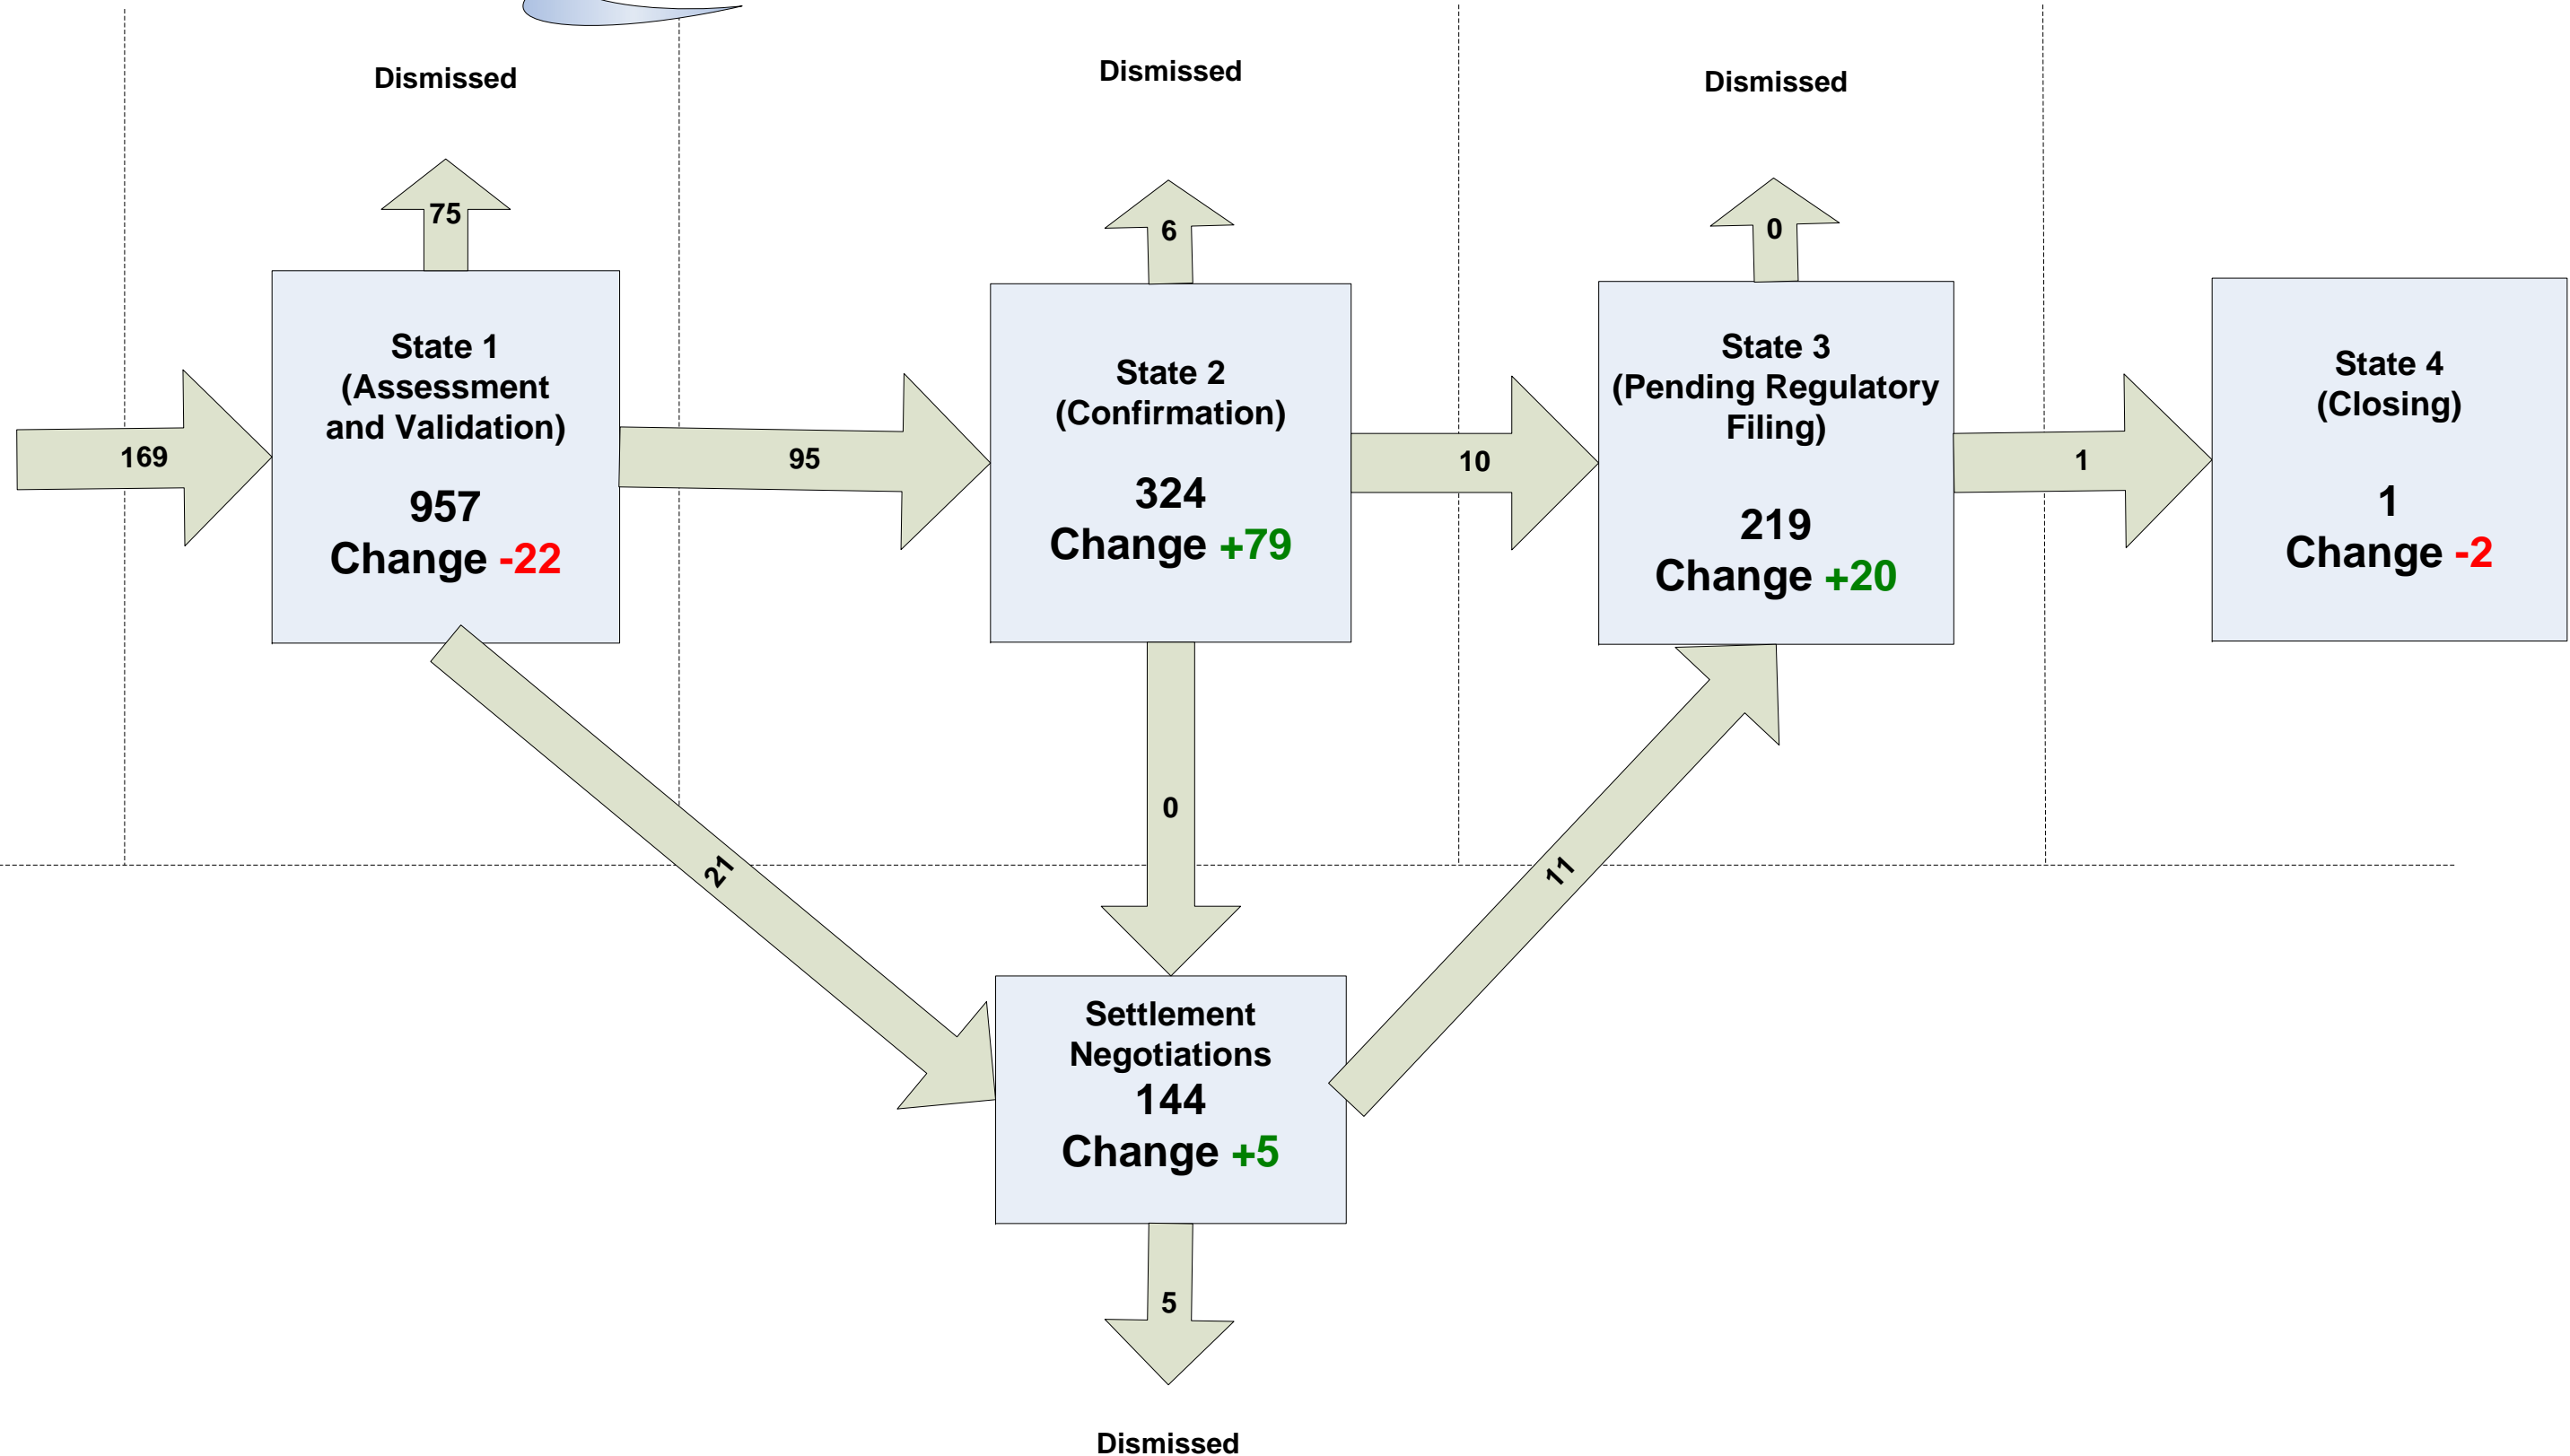 Dismissed
Dismissed
Dismissed
75
6
0
State 1
(Assessment
and Validation)
957
Change -22
State 2
(Confirmation)
324
Change +79
State 3
(Pending Regulatory
Filing)
219
Change +20
State 4
(Closing)
1
Change -2
169
95
10
1
21
0
11
Settlement
Negotiations
144
Change +5
5
Dismissed